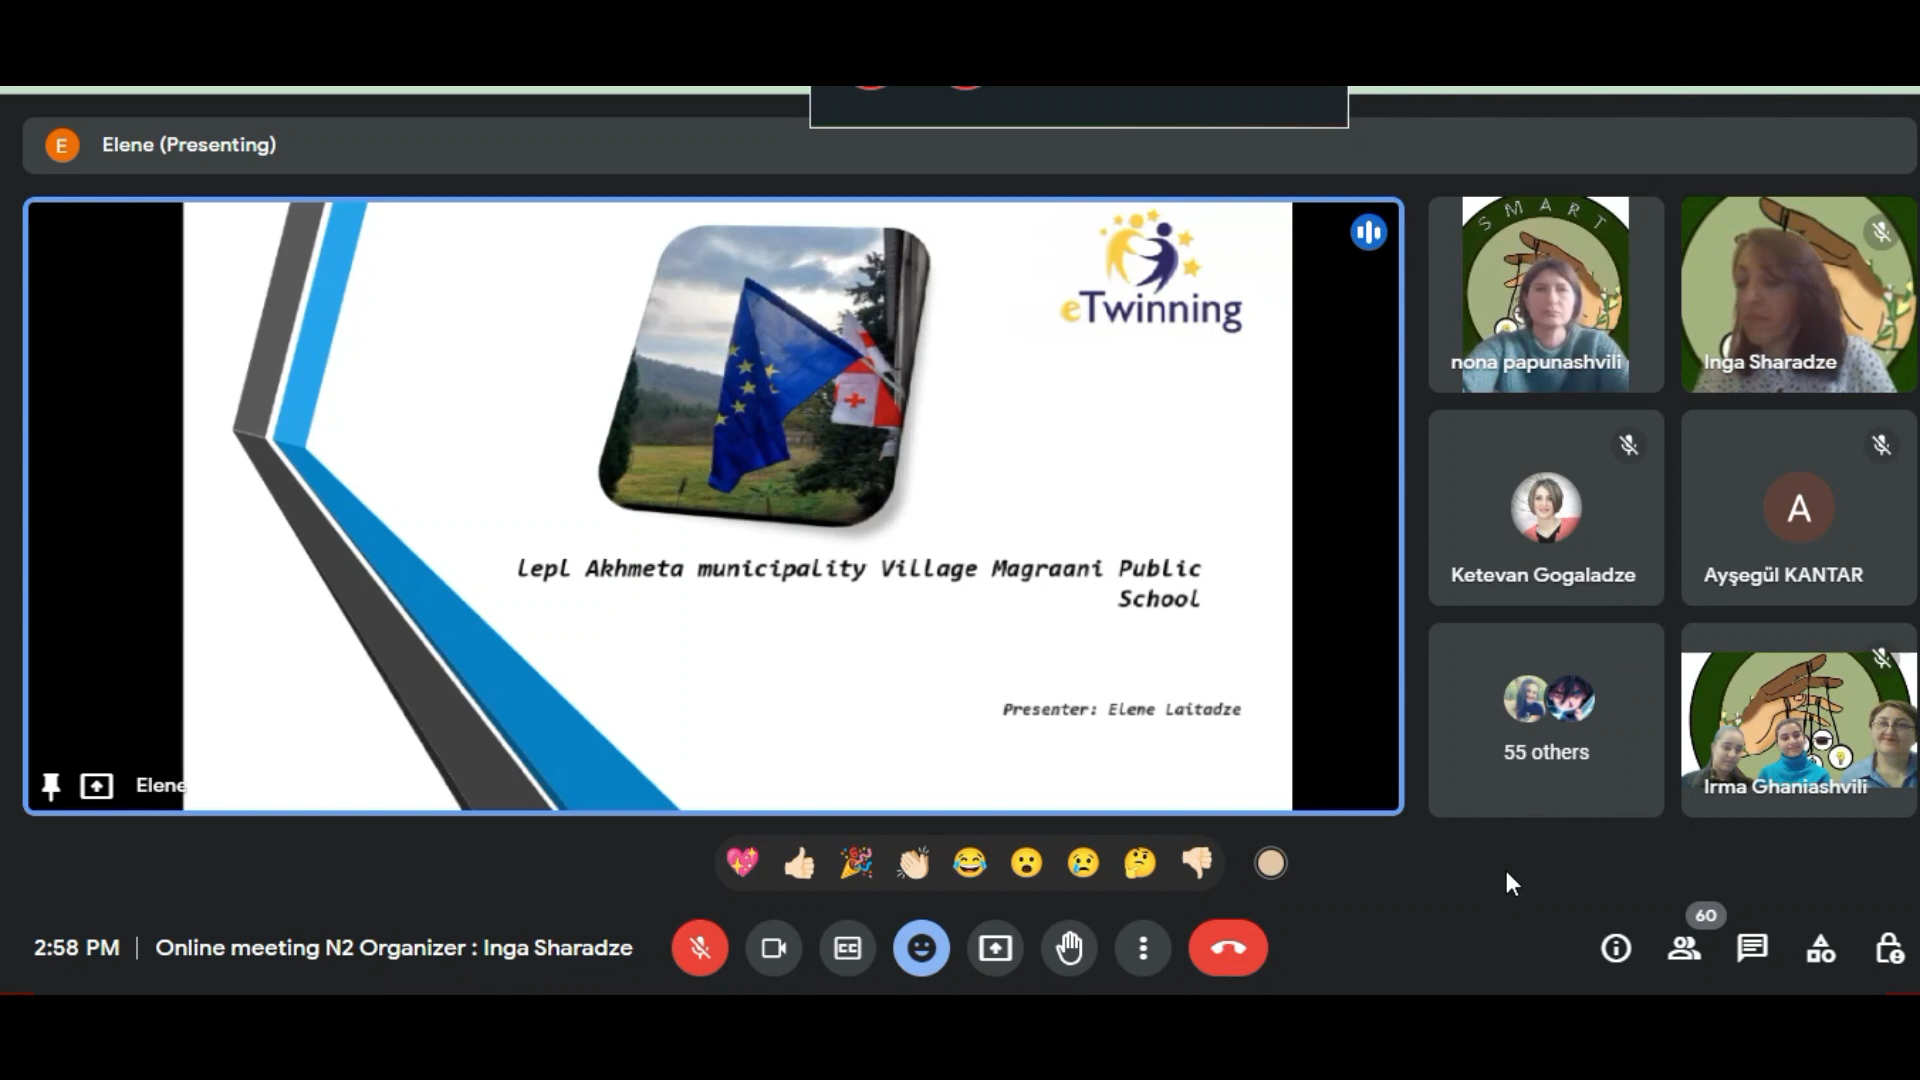 E
Elene (Presenting)
eTwinning
Lepl Akhmeta municipality Village Magraani Public
School
Presenter: Elene Laitadze
Elene
SMART
nona papunashvili
Inga Sharadze
Ketevan Gogaladze
A
Ayşegül KANTAR
55 others
Irma Ghaniashvili
60
2:58 PM
Online meeting N2 Organizer : Inga Sharadze
CC